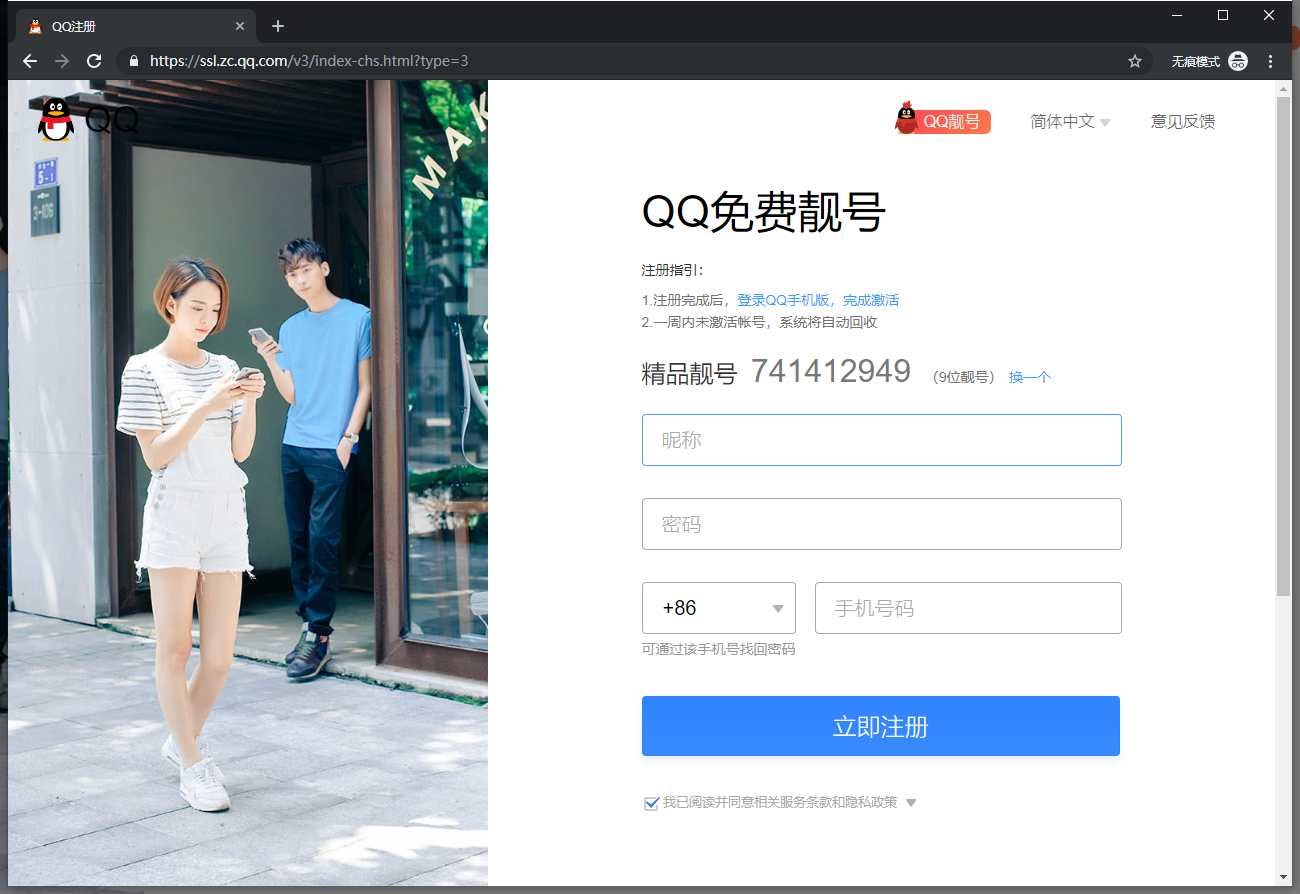 QQ注册
https://ssl.zc.qq.com/v3/index-chs.html?type=3
无痕模式
QQ
QQ靓号
简体中文
意见反馈
MAK
5-1
3-106
QQ免费靓号
注册指引：
1.注册完成后，登录QQ手机版，完成激活
2.一周内未激活帐号，系统将自动回收
精品靓号 741412949 （9位靓号） 换一个
昵称
密码
+86
手机号码
可通过该手机号找回密码
立即注册
我已阅读并同意相关服务条款和隐私政策